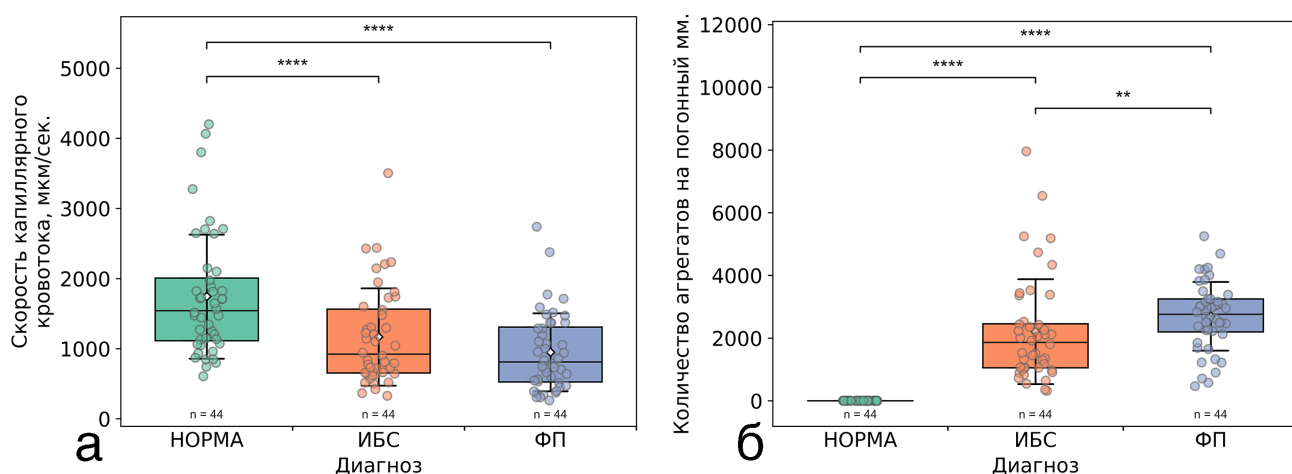 Скорость капиллярного
кровотока, мкм/сек.
5000
4000
3000
2000
1000
0
****
****
n = 44
n = 44
n = 44
НОРМА
ИБС
ФП
Диагноз
а
Количество агрегатов на погонный мм.
12000
10000
8000
6000
4000
2000
0
****
****
**
n = 44
n = 44
n = 44
НОРМА
ИБС
ФП
Диагноз
б